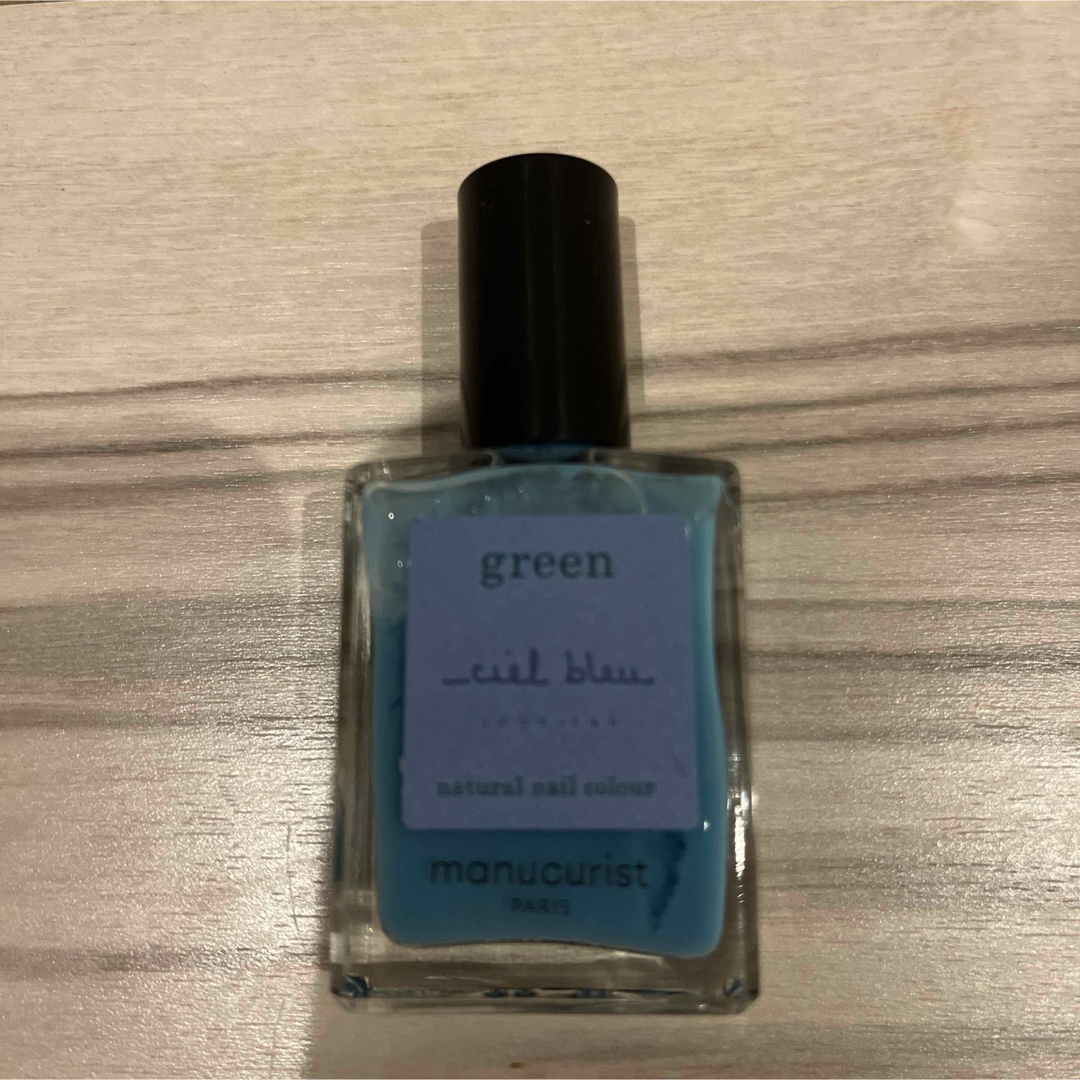 green
ciel bleu
natural nail colour
manucurist
PARIS